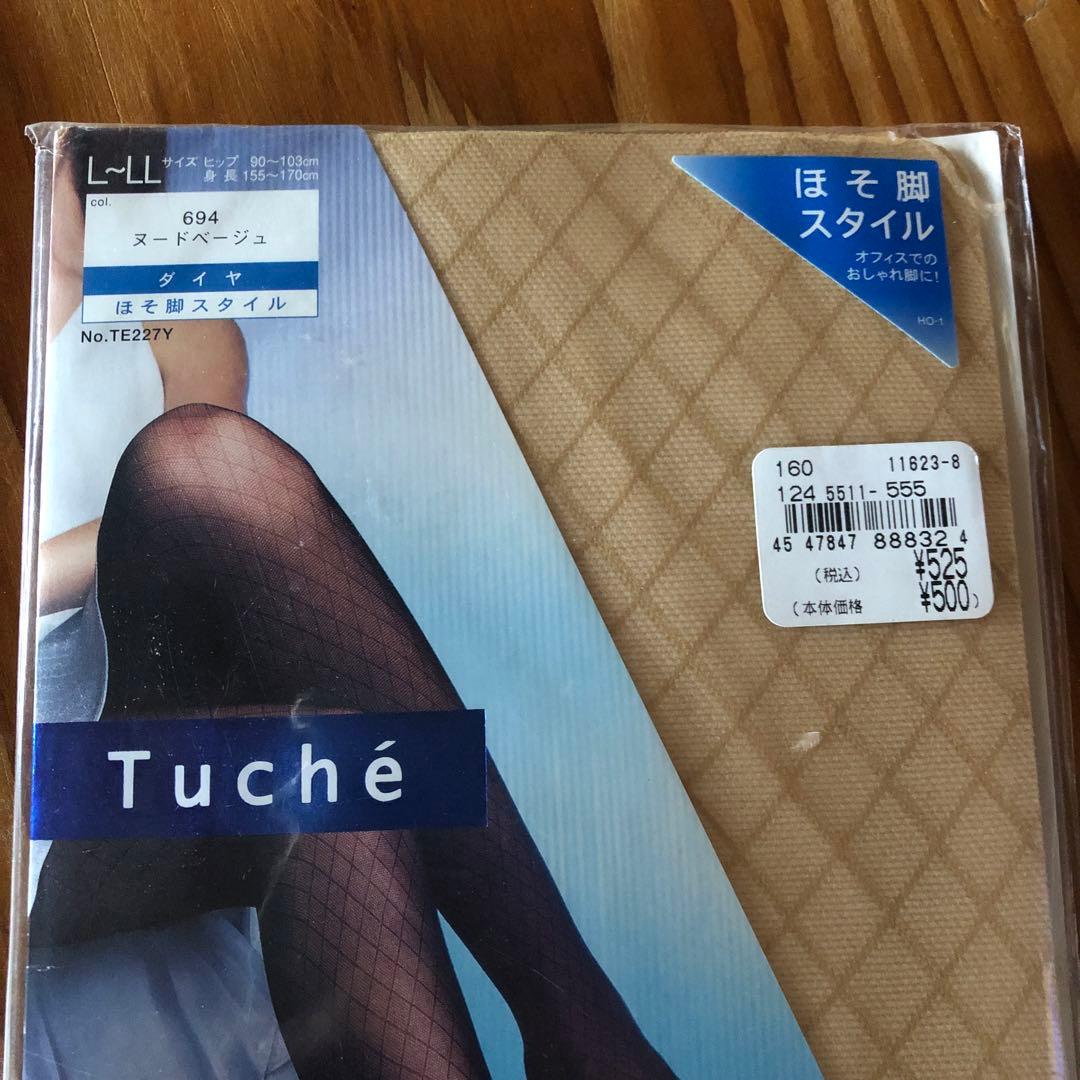 L~LL サイズ ヒップ 90~103cm
身長 155~170cm
col.
694
ヌードベージュ
ダイヤ
ほそ脚スタイル
No.TE227Y
ほそ脚
スタイル
オフィスでの
おしゃれ脚に!
HO-1
160 11623-8
124 5511-555
45 47847 88832 4
(税込) ¥525
(本体価格 ¥500)
Tuché